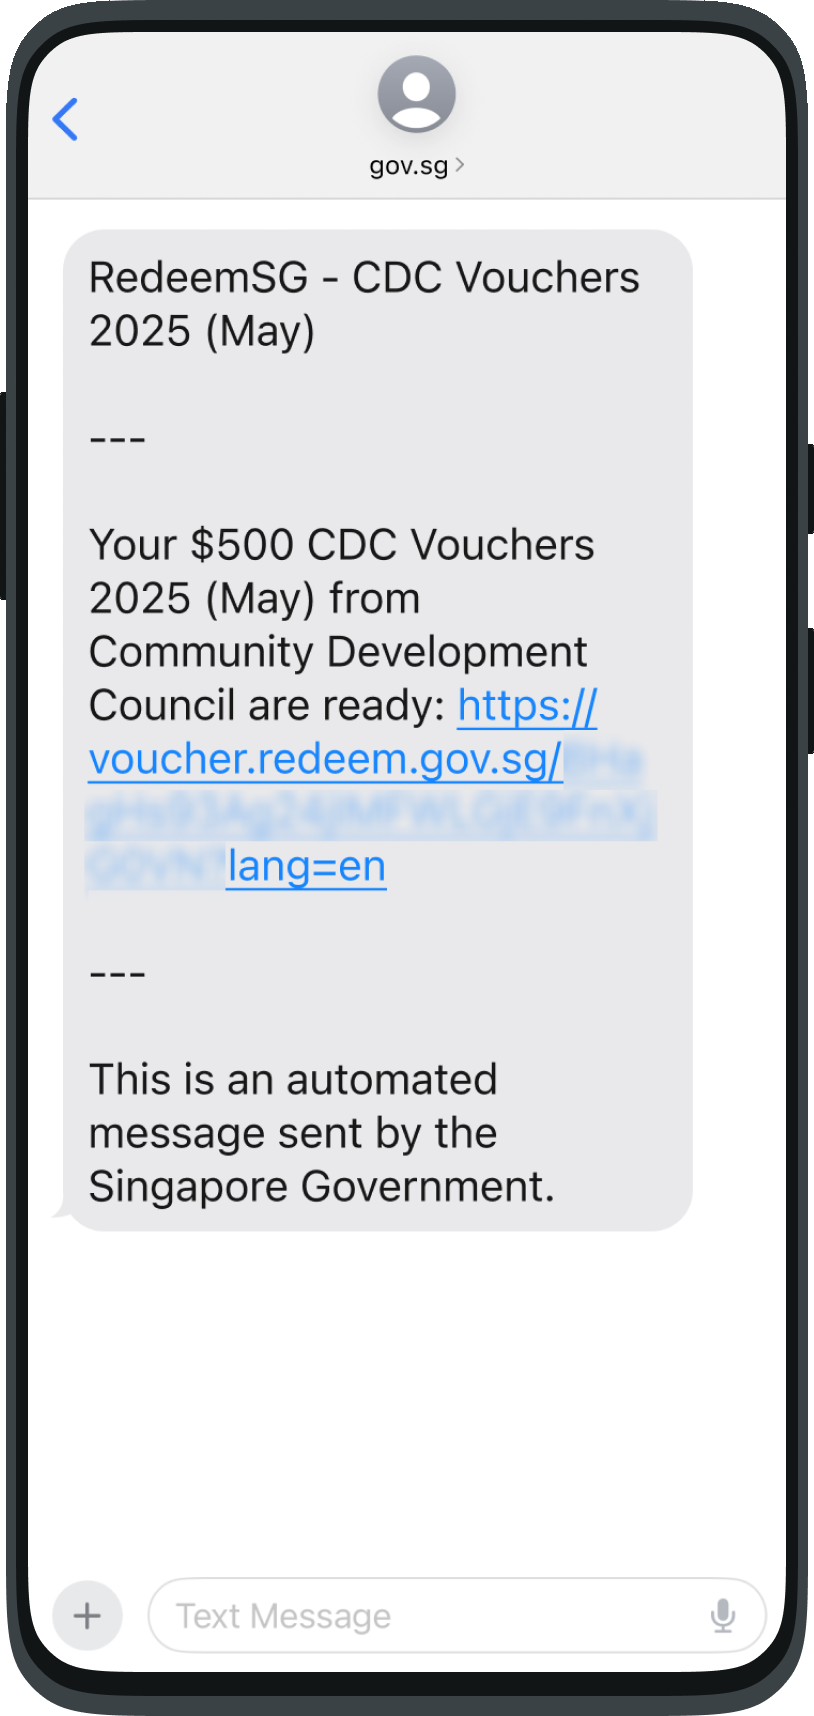 gov.sg
RedeemSG - CDC Vouchers
2025 (May)
---
Your $500 CDC Vouchers
2025 (May) from
Community Development
Council are ready: https://
voucher.redeem.gov.sg/
lang=en
---
This is an automated
message sent by the
Singapore Government.
Text Message